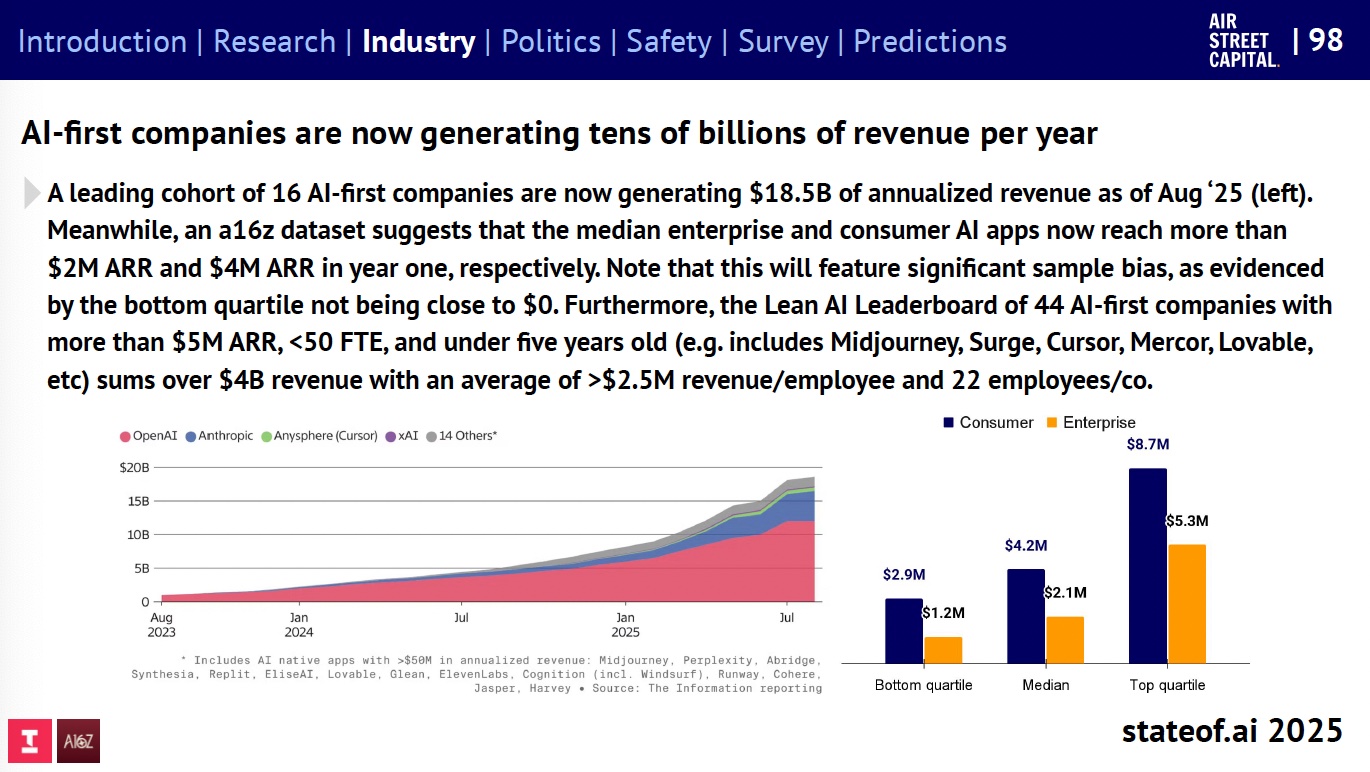 Introduction | Research | Industry | Politics | Safety | Survey | Predictions
AIR
STREET
CAPITAL.
| 98
AI-first companies are now generating tens of billions of revenue per year
A leading cohort of 16 AI-first companies are now generating $18.5B of annualized revenue as of Aug ‘25 (left).
Meanwhile, an a16z dataset suggests that the median enterprise and consumer AI apps now reach more than
$2M ARR and $4M ARR in year one, respectively. Note that this will feature significant sample bias, as evidenced
by the bottom quartile not being close to $0. Furthermore, the Lean AI Leaderboard of 44 AI-first companies with
more than $5M ARR, <50 FTE, and under five years old (e.g. includes Midjourney, Surge, Cursor, Mercor, Lovable,
etc) sums over $4B revenue with an average of >$2.5M revenue/employee and 22 employees/co.
OpenAI Anthropic Anysphere (Cursor) xAI 14 Others*
$20B
15B
10B
5B
0
Aug
2023
Jan
2024
Jul
Jan
2025
Jul
* Includes AI native apps with >$50M in annualized revenue: Midjourney, Perplexity, Abridge,
Synthesia, Replit, EliseAI, Lovable, Glean, ElevenLabs, Cognition (incl. Windsurf), Runway, Cohere,
Jasper, Harvey • Source: The Information reporting
Consumer Enterprise
$8.7M
$5.3M
$4.2M
$2.1M
$2.9M
$1.2M
Bottom quartile
Median
Top quartile
I
A16Z
stateof.ai 2025